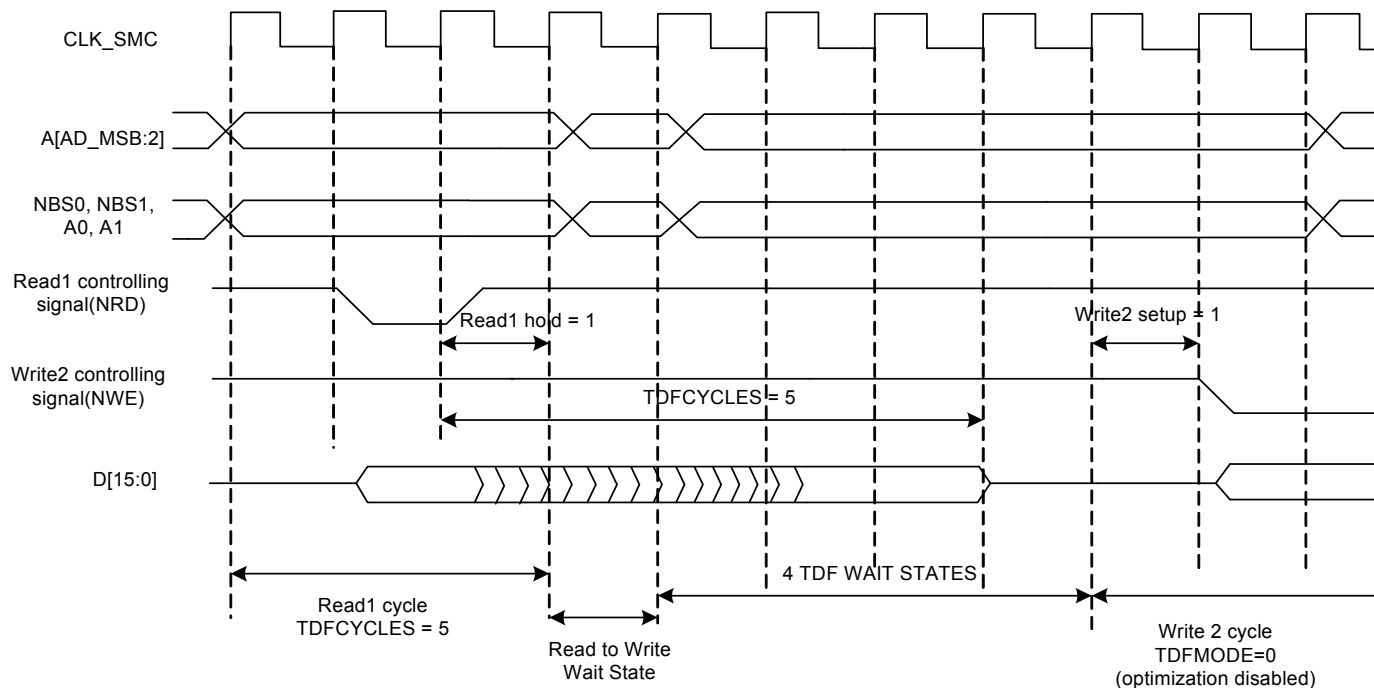 CLK_SMC
A[AD_MSB:2]
NBS0, NBS1,
A0, A1
Read1 controlling
signal(NRD)
Read1 hold = 1
Write2 setup = 1
Write2 controlling
signal(NWE)
TDFCYCLES = 5
D[15:0]
4 TDF WAIT STATES
Read1 cycle
TDFCYCLES = 5
Read to Write
Wait State
Write 2 cycle
TDFMODE=0
(optimization disabled)